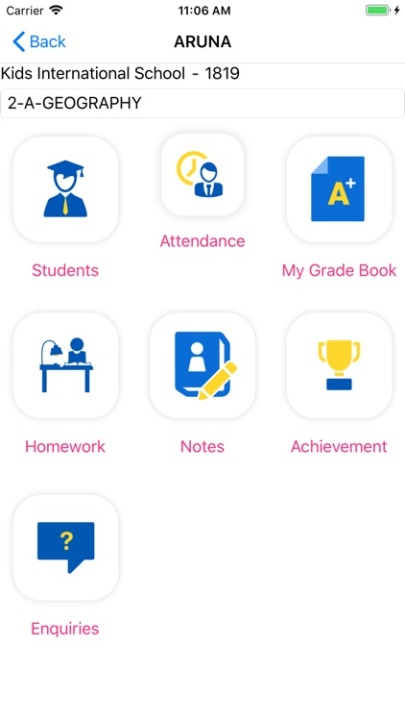 Carrier 11:06 AM
Back ARUNA
Kids International School - 1819
2-A-GEOGRAPHY
A+
Attendance
Students My Grade Book
Homework Notes Achievement
?
Enquiries